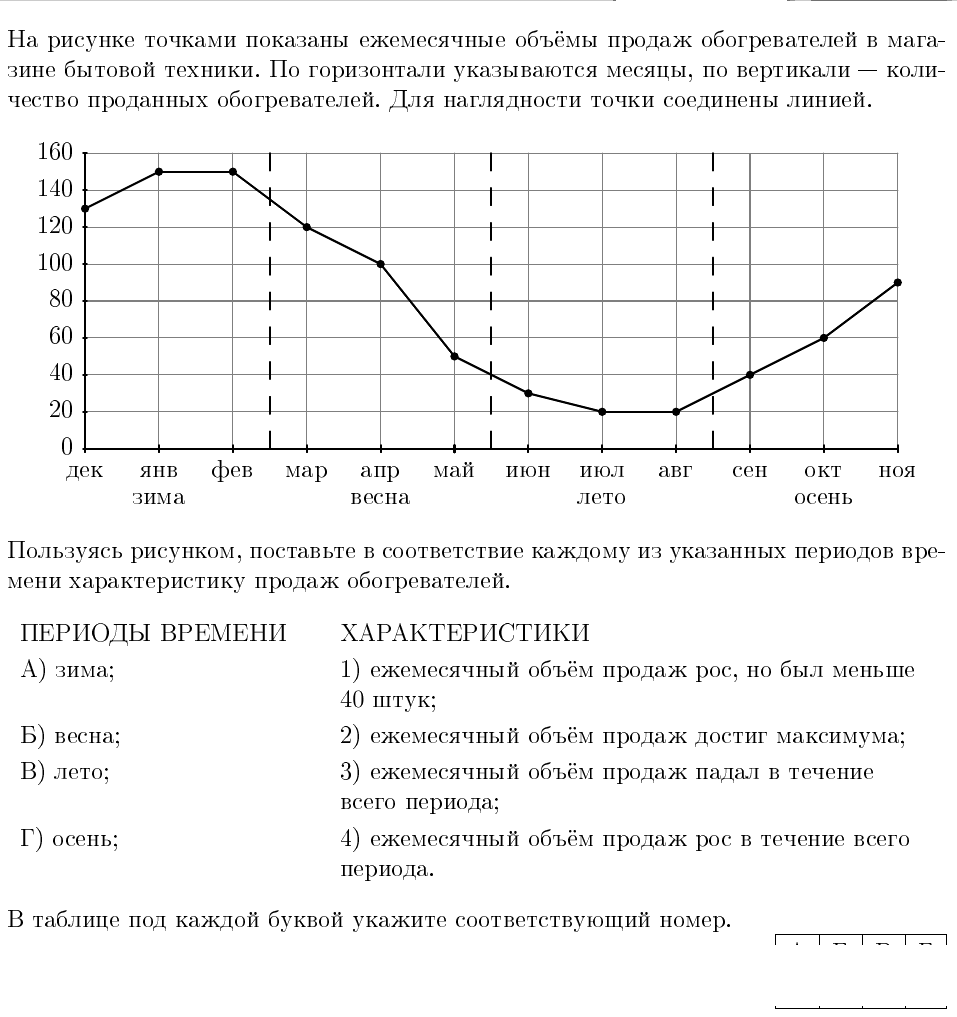 На рисунке точками показаны ежемесячные объёмы продаж обогревателей в мага-
зине бытовой техники. По горизонтали указываются месяцы, по вертикали — коли-
чество проданных обогревателей. Для наглядности точки соединены линией.
160
140
120
100
80
60
40
20
0
дек янв фев мар апр май июн июл авг сен окт ноя
зима весна лето осень
Пользуясь рисунком, поставьте в соответствие каждому из указанных периодов вре-
мени характеристику продаж обогревателей.
ПЕРИОДЫ ВРЕМЕНИ ХАРАКТЕРИСТИКИ
А) зима; 1) ежемесячный объём продаж рос, но был меньше
40 штук;
Б) весна; 2) ежемесячный объём продаж достиг максимума;
В) лето; 3) ежемесячный объём продаж падал в течение
всего периода;
Г) осень; 4) ежемесячный объём продаж рос в течение всего
периода.
В таблице под каждой буквой укажите соответствующий номер.